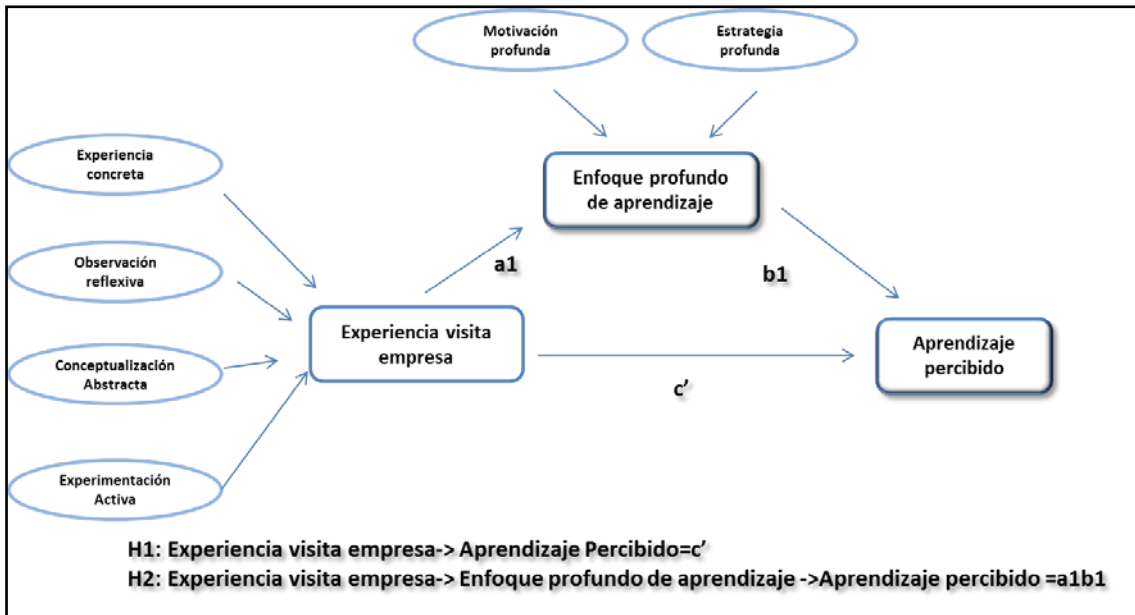 Motivación
profunda
Estrategia
profunda
Experiencia
concreta
Enfoque profundo
de aprendizaje
Observación
reflexiva
a1
b1
Experiencia visita
empresa
Aprendizaje
percibido
Conceptualización
Abstracta
c’
Experimentación
Activa
H1: Experiencia visita empresa-> Aprendizaje Percibido=c’
H2: Experiencia visita empresa-> Enfoque profundo de aprendizaje ->Aprendizaje percibido =a1b1